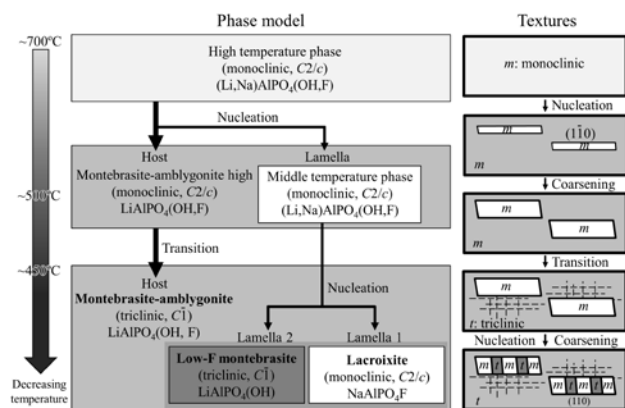 Phase model
Textures
~700°C
High temperature phase
(monoclinic, C2/c)
(Li,Na)AlPO4(OH,F)
m: monoclinic
Nucleation
Nucleation
Host
Lamella
m
(11̄0)
m
m
Montebrasite-amblygonite high
(monoclinic, C2/c)
LiAlPO4(OH,F)
Middle temperature phase
(monoclinic, C2/c)
(Li,Na)AlPO4(OH,F)
~500°C
Coarsening
m
m
m
Transition
Transition
~450°C
Host
Montebrasite-amblygonite
(triclinic, C1̄)
LiAlPO4(OH, F)
Nucleation
m
m
t: triclinic
Lamella 2
Lamella 1
Nucleation
Coarsening
Low-F montebrasite
(triclinic, C1̄)
LiAlPO4(OH)
Lacroixite
(monoclinic, C2/c)
NaAlPO4F
m t m t m
m t m t m
t
(110)
Decreasing
temperature